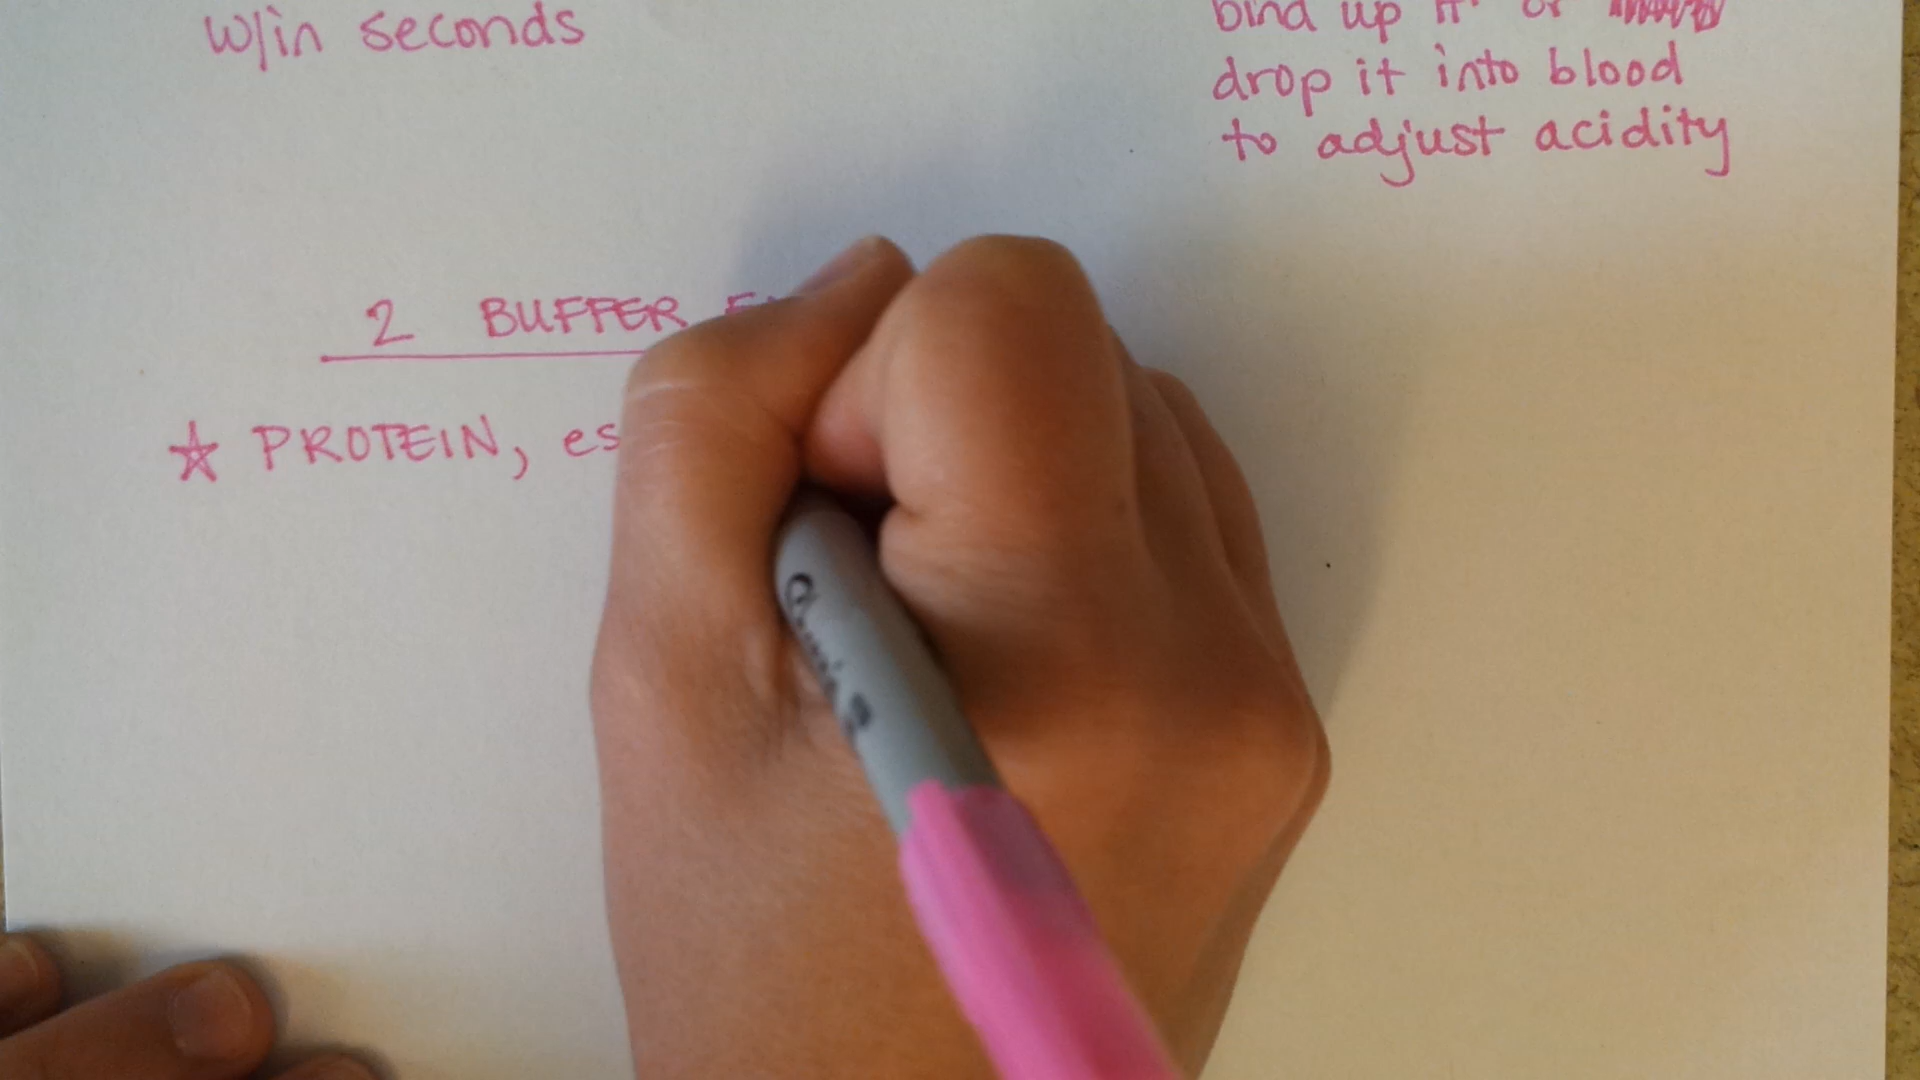 w/in seconds
bind up H⁺ or
drop it into blood
to adjust acidity
2 BUFFER
★ PROTEIN, es